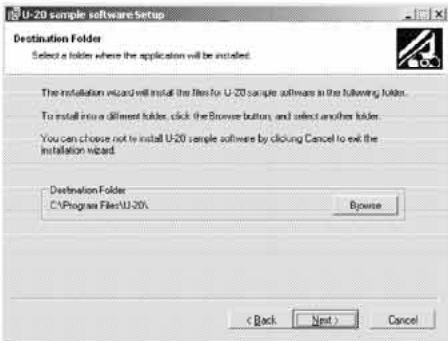 U-20 sample software Setup
Destination Folder
Select a folder where the application will be installed.
The installation wizard will install the files for U-20 sample software in the following folder.
To install into a different folder, click the Browse button, and select another folder.
You can choose not to install U-20 sample software by clicking Cancel to exit the
installation wizard.
Destination Folder
C:\Program Files\U-20\
Browse
< Back
Next >
Cancel